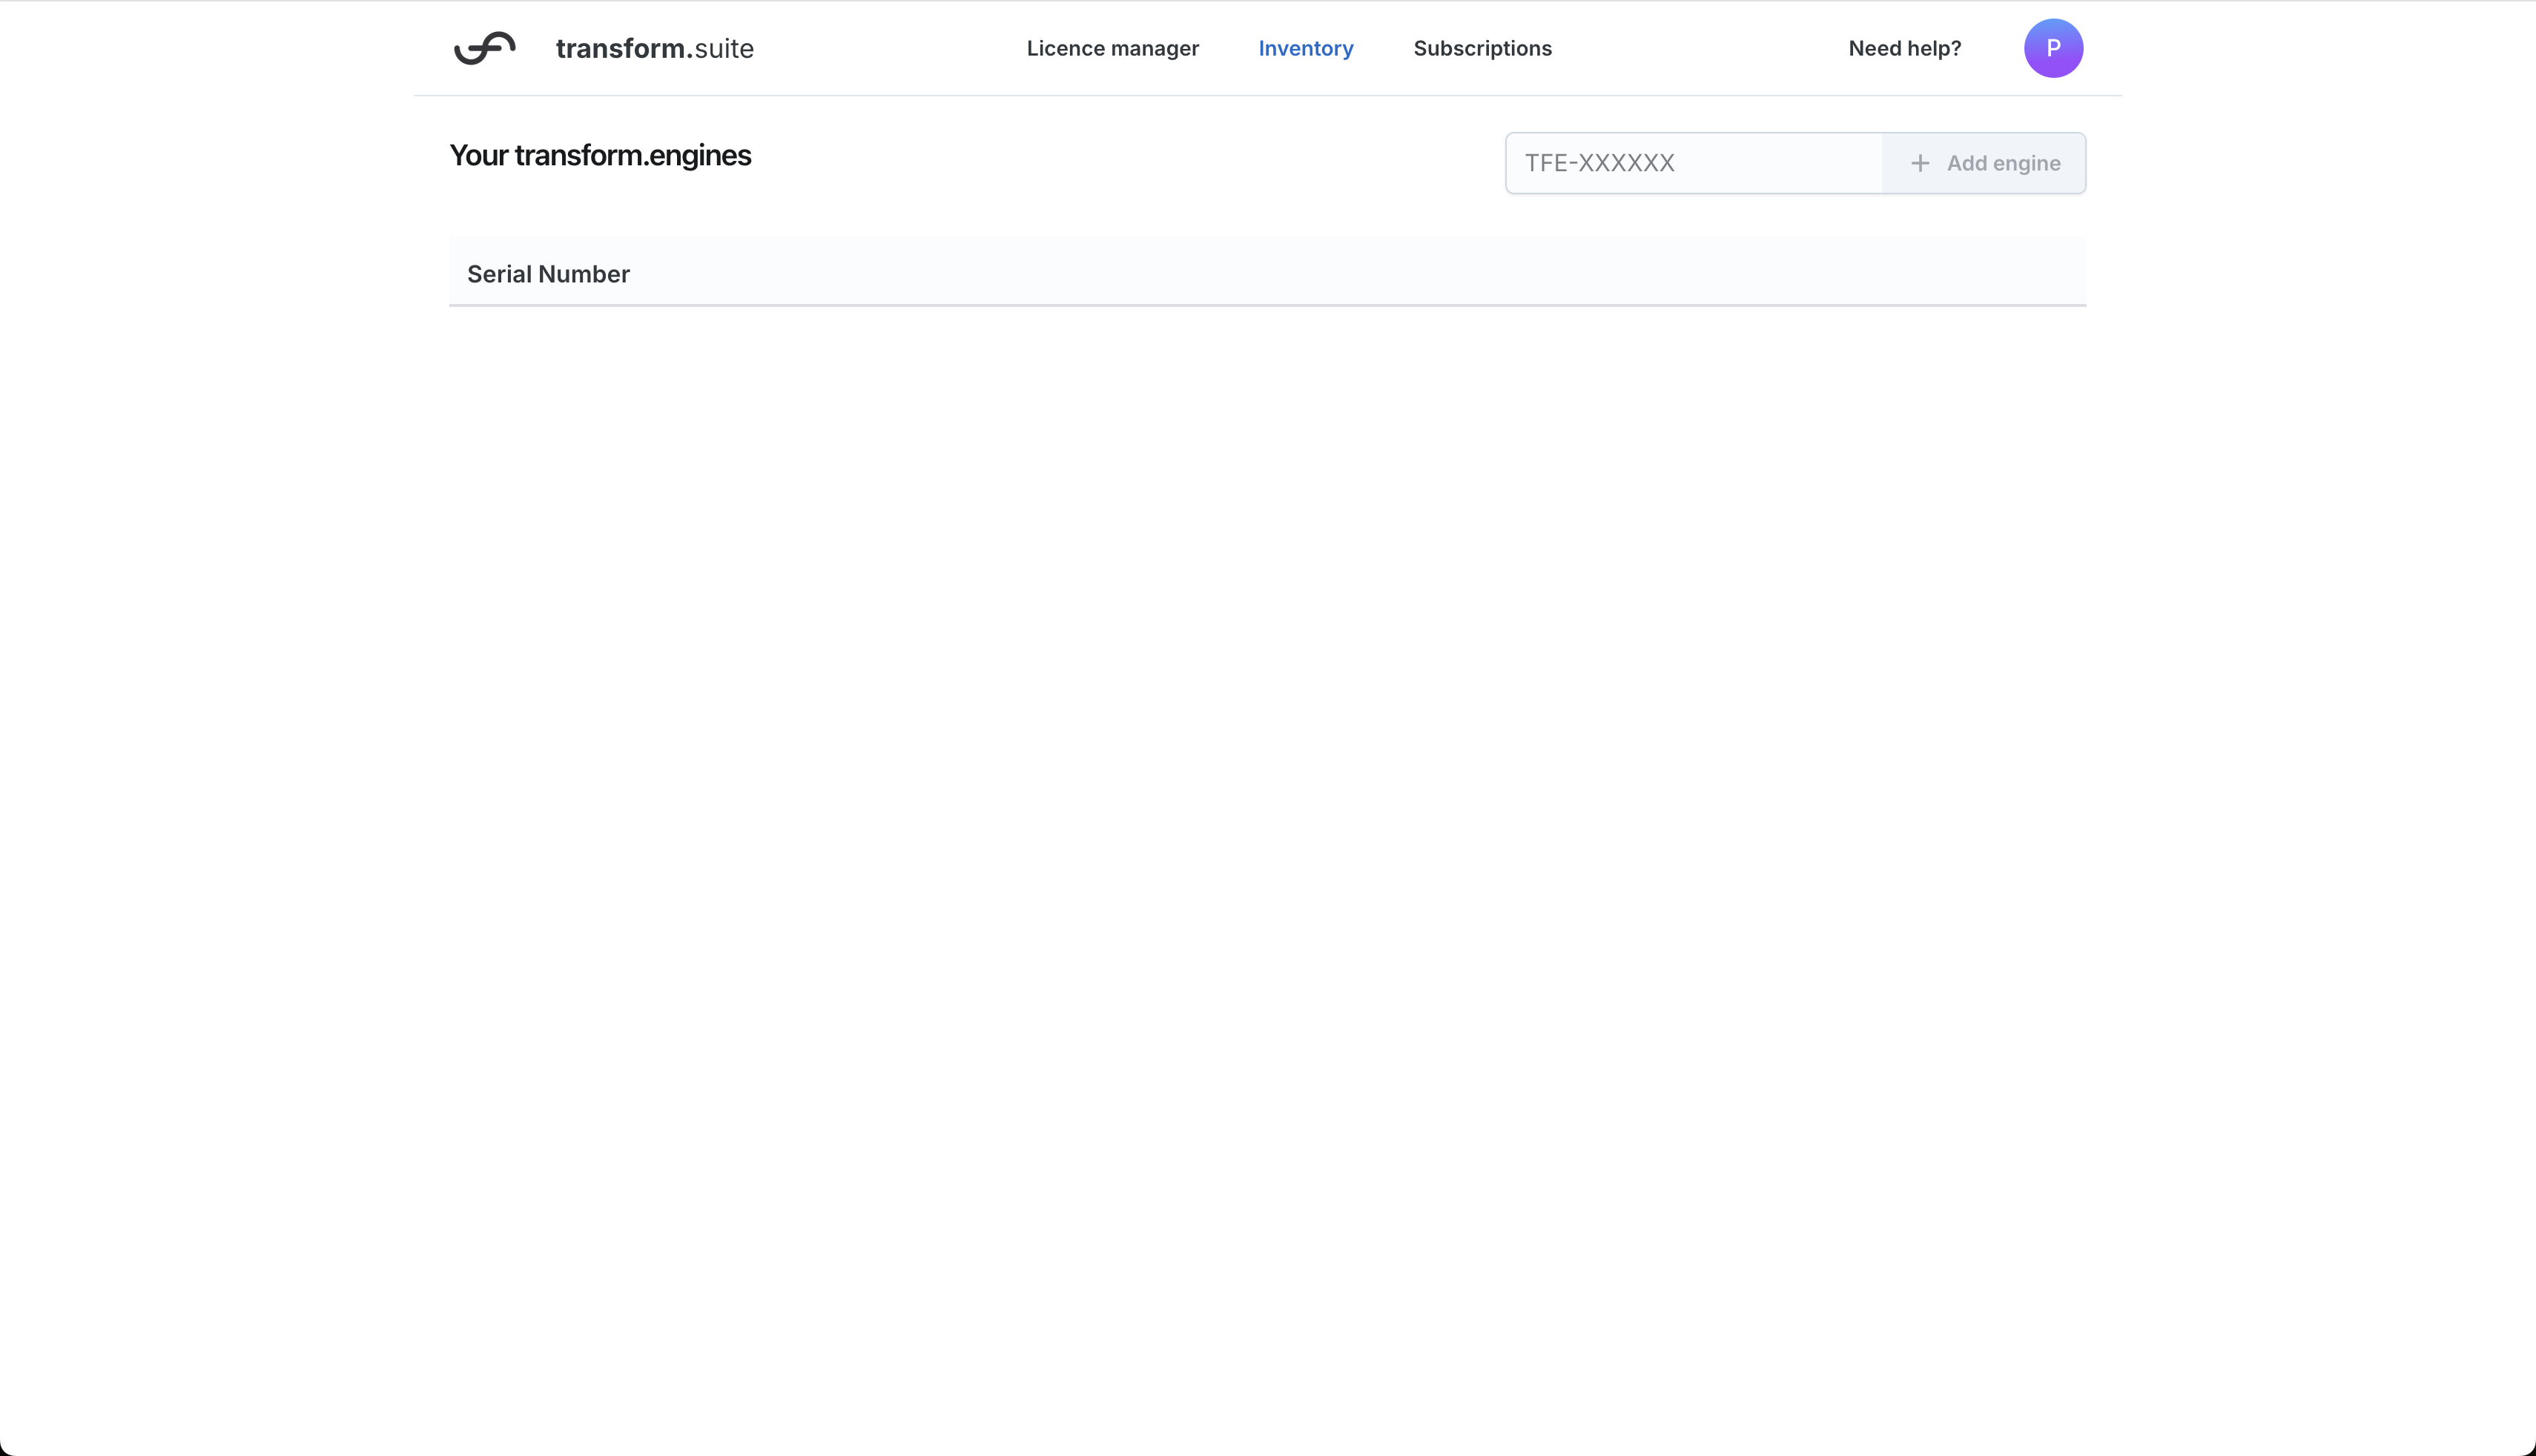 transform.suite
Licence manager
Inventory
Subscriptions
Need help?
P
Your transform.engines
TFE-XXXXXX
+ Add engine
Serial Number